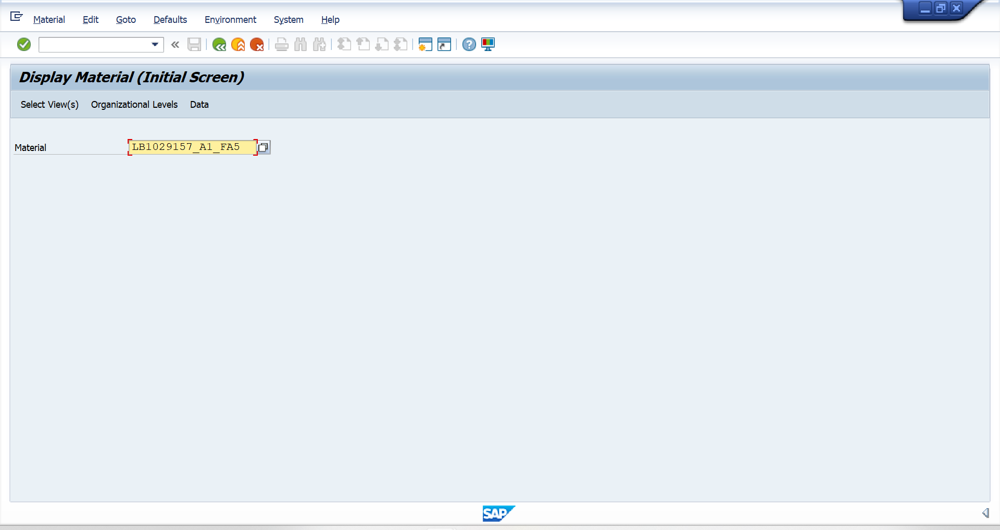 Material Edit Goto Defaults Environment System Help
Display Material (Initial Screen)
Select View(s) Organizational Levels Data
Material LB1029157_A1_FA5
SAP